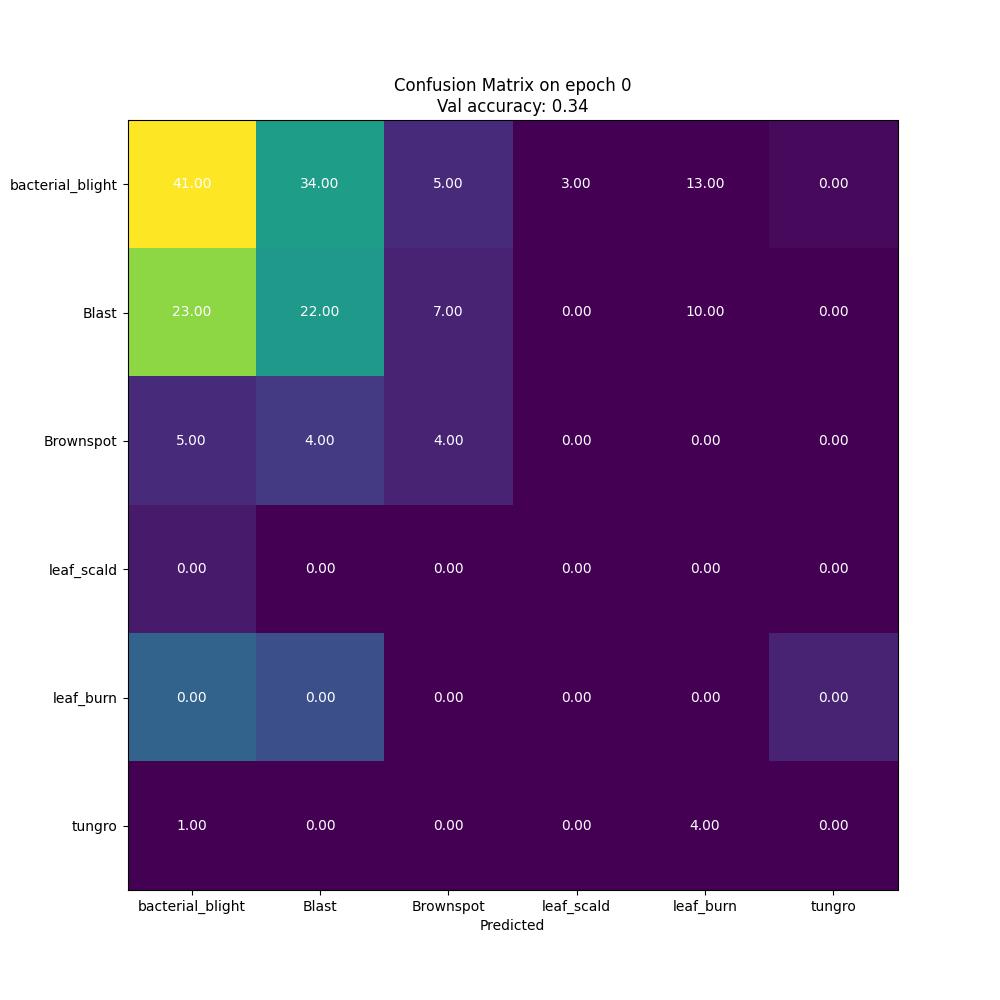 Confusion Matrix on epoch 0
Val accuracy: 0.34
bacterial_blight 41.00 34.00 5.00 3.00 13.00 0.00
Blast 23.00 22.00 7.00 0.00 10.00 0.00
Brownspot 5.00 4.00 4.00 0.00 0.00 0.00
leaf_scald 0.00 0.00 0.00 0.00 0.00 0.00
leaf_burn 0.00 0.00 0.00 0.00 0.00 0.00
tungro 1.00 0.00 0.00 0.00 4.00 0.00
bacterial_blight Blast Brownspot leaf_scald leaf_burn tungro
Predicted